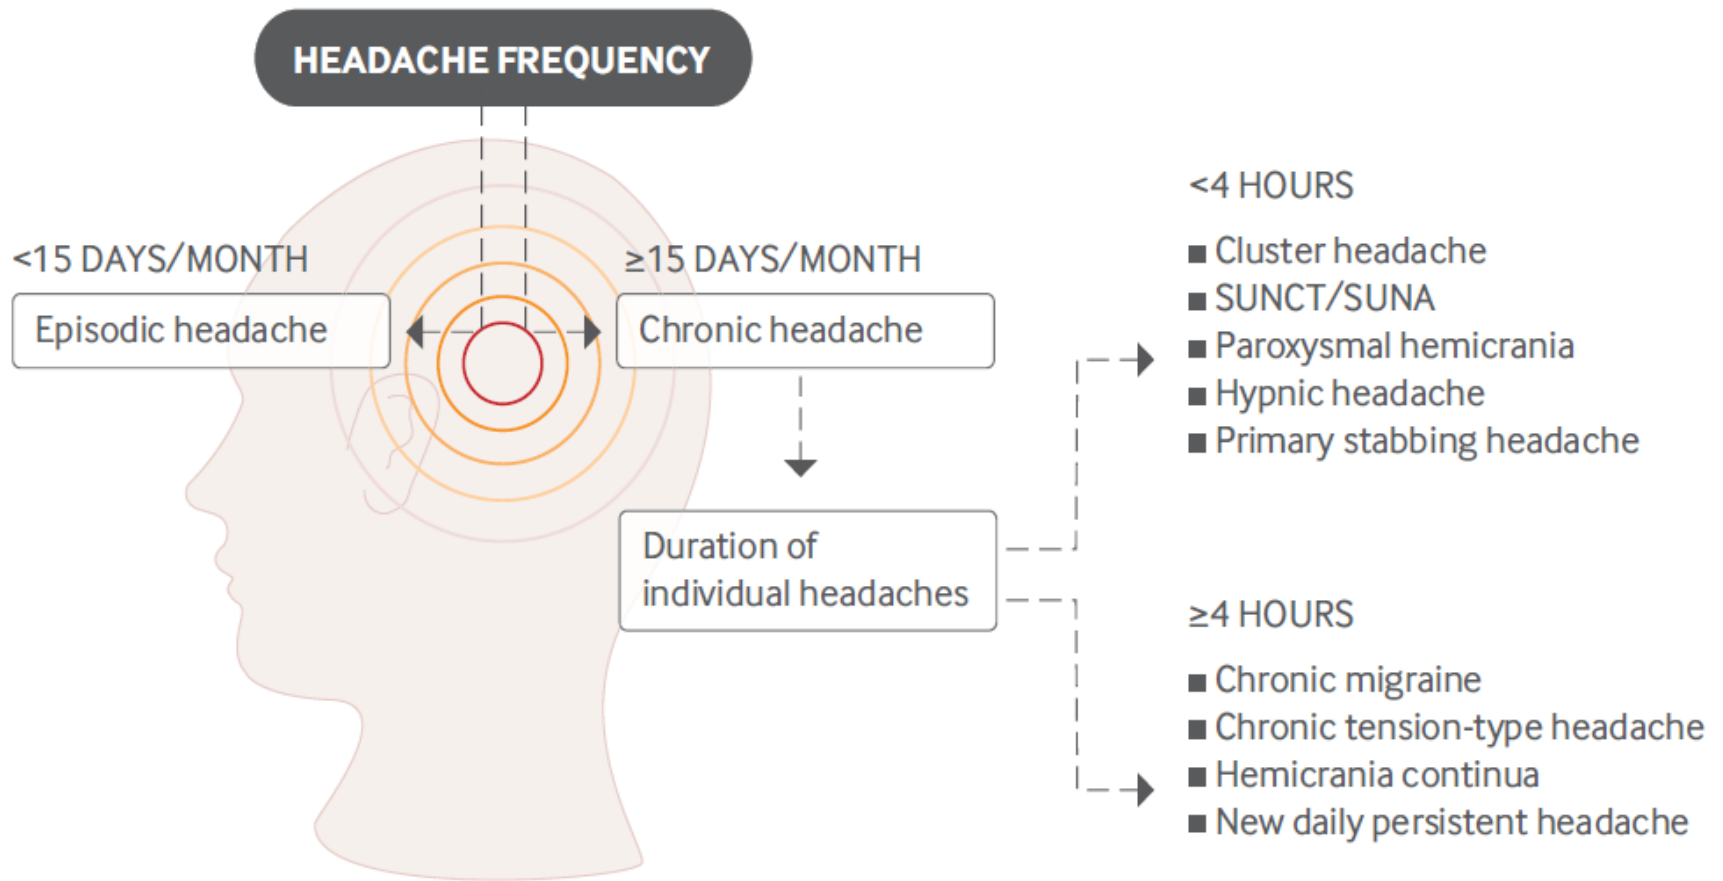 HEADACHE FREQUENCY
<15 DAYS/MONTH
Episodic headache
≥15 DAYS/MONTH
Chronic headache
Duration of
individual headaches
<4 HOURS
■ Cluster headache
■ SUNCT/SUNA
■ Paroxysmal hemicrania
■ Hypnic headache
■ Primary stabbing headache
≥4 HOURS
■ Chronic migraine
■ Chronic tension-type headache
■ Hemicrania continua
■ New daily persistent headache